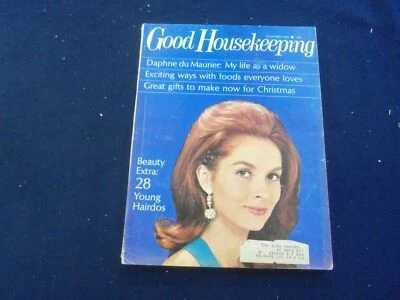 Good Housekeeping
Daphne du Maurier: My life as a widow
Exciting ways with foods everyone loves
Great gifts to make now for Christmas
Beauty
Extra:
28
Young
Hairdos